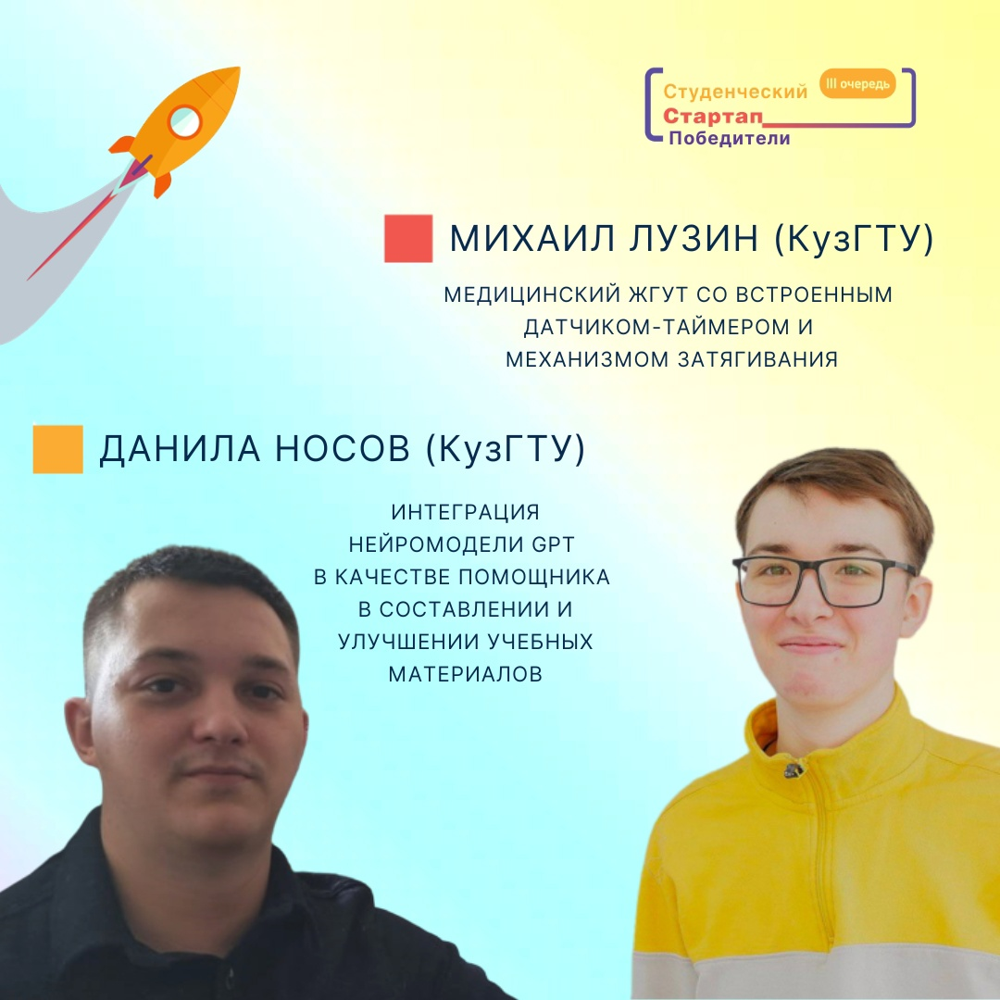 Студенческий III очередь
Стартап
Победители
МИХАИЛ ЛУЗИН (КузГТУ)
МЕДИЦИНСКИЙ ЖГУТ СО ВСТРОЕННЫМ
ДАТЧИКОМ-ТАЙМЕРОМ И
МЕХАНИЗМОМ ЗАТЯГИВАНИЯ
ДАНИЛА НОСОВ (КузГТУ)
ИНТЕГРАЦИЯ
НЕЙРОМОДЕЛИ GPT
В КАЧЕСТВЕ ПОМОЩНИКА
В СОСТАВЛЕНИИ И
УЛУЧШЕНИИ УЧЕБНЫХ
МАТЕРИАЛОВ